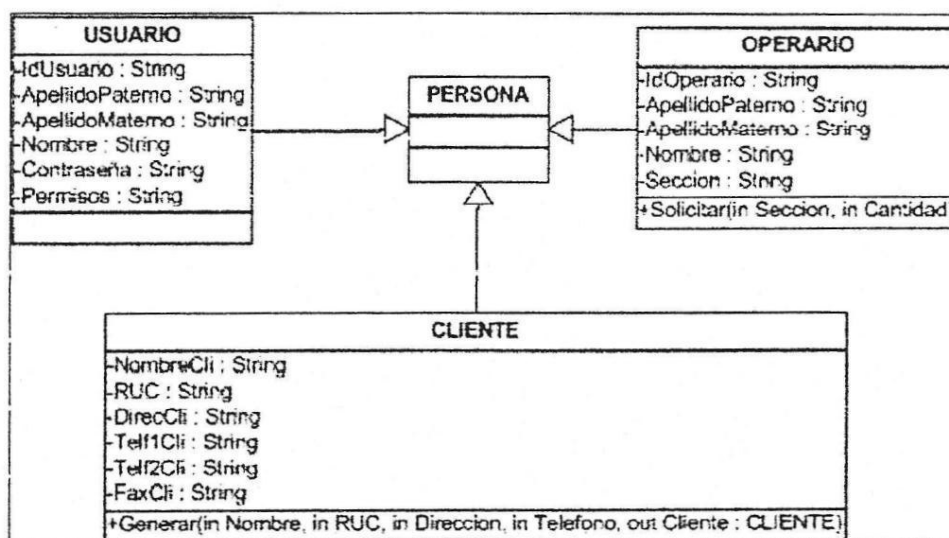 USUARIO
-IdUsuario : String
-ApellidoPaterno : String
-ApellidoMaterno : String
-Nombre : String
-Contraseña : String
-Permisos : String
PERSONA
OPERARIO
-IdOperario : String
-ApellidoPaterno : String
-ApellidoMaterno : String
-Nombre : String
-Seccion : String
+Solicitar(in Seccion, in Cantidad
CLIENTE
-NombreCli : String
-RUC : String
-DirecCli : String
-Telf1Cli : String
-Telf2Cli : String
-FaxCli : String
+Generar(in Nombre, in RUC, in Direccion, in Telefono, out Cliente : CLIENTE)